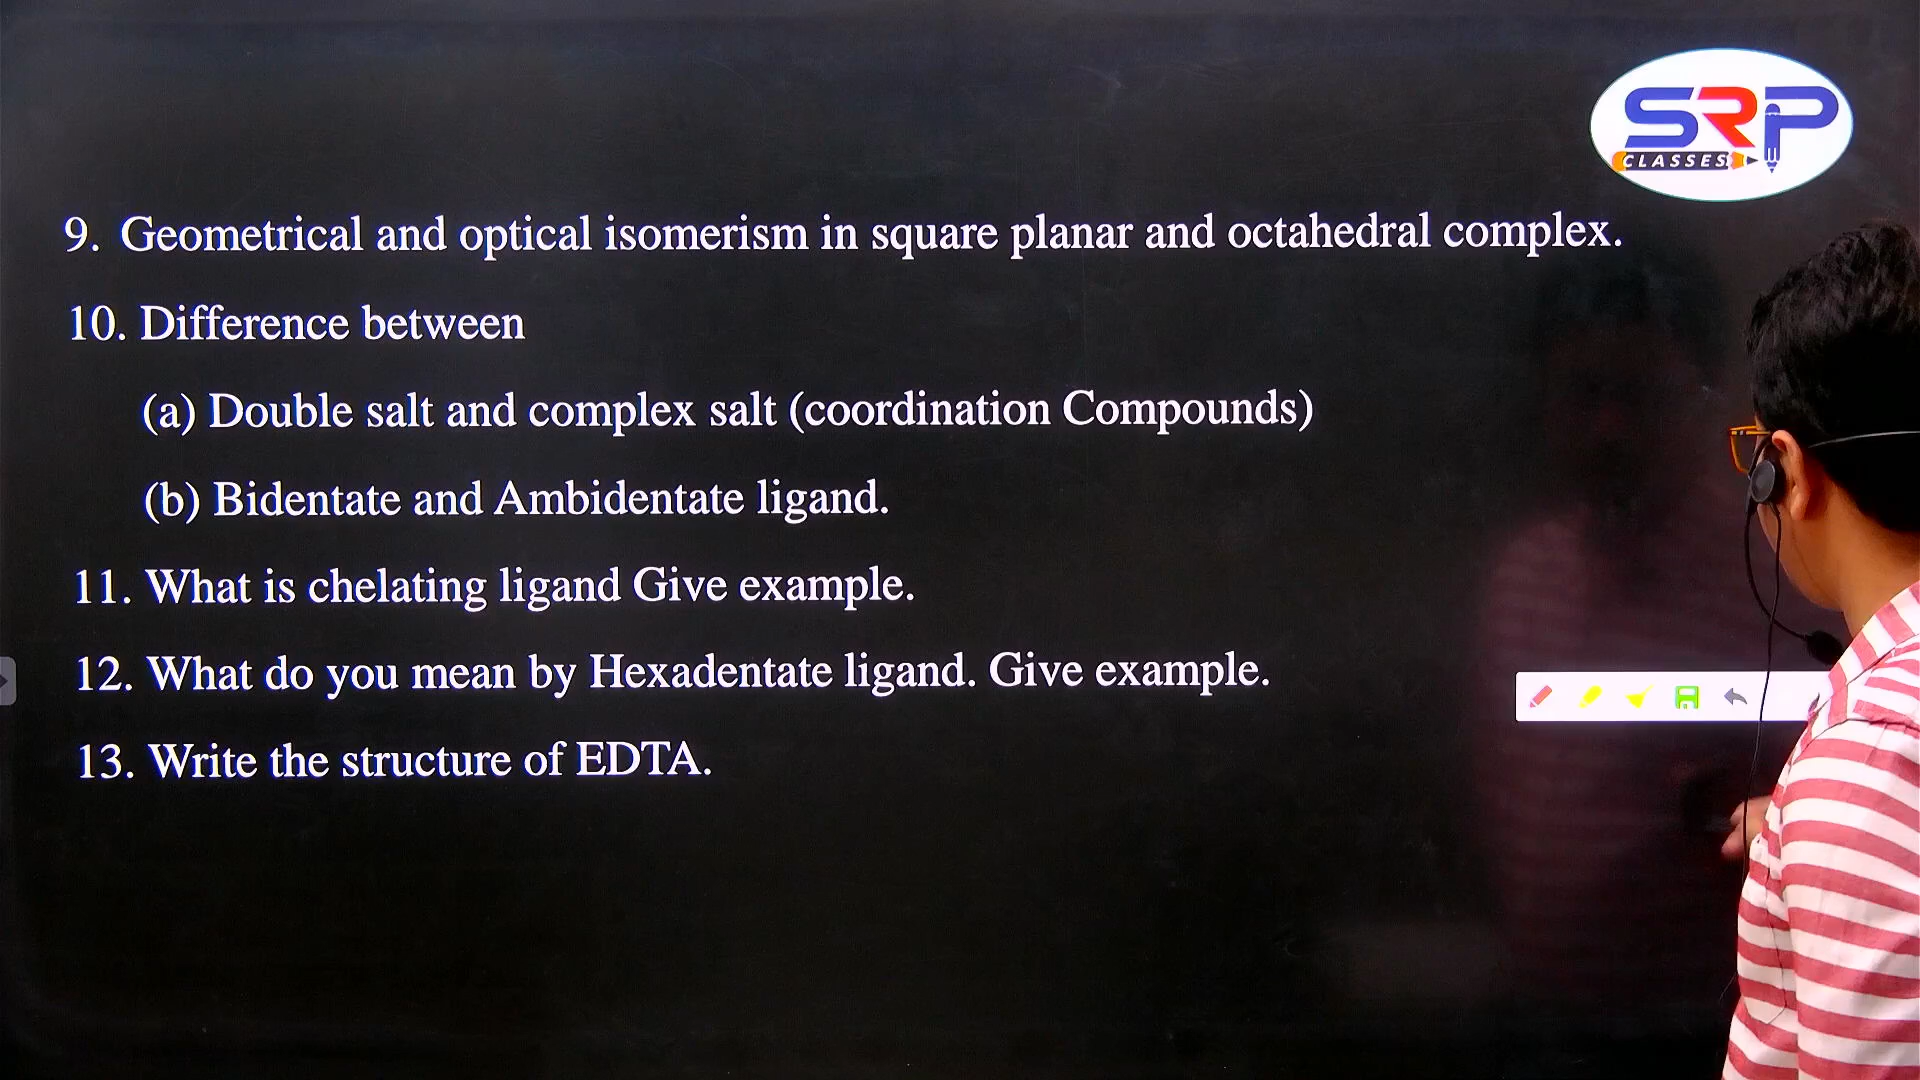 SRP
CLASSES
9. Geometrical and optical isomerism in square planar and octahedral complex.
10. Difference between
(a) Double salt and complex salt (coordination Compounds)
(b) Bidentate and Ambidentate ligand.
11. What is chelating ligand Give example.
12. What do you mean by Hexadentate ligand. Give example.
13. Write the structure of EDTA.